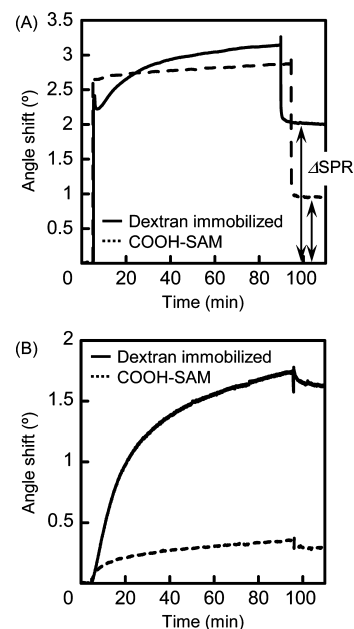 (A)
3.5
3
2.5
2
1.5
1
0.5
0 20 40 60 80 100
Angle shift (º)
Time (min)
ΔSPR
Dextran immobilized
COOH-SAM
(B)
2
1.5
1
0.5
0 20 40 60 80 100
Angle shift (º)
Time (min)
Dextran immobilized
COOH-SAM